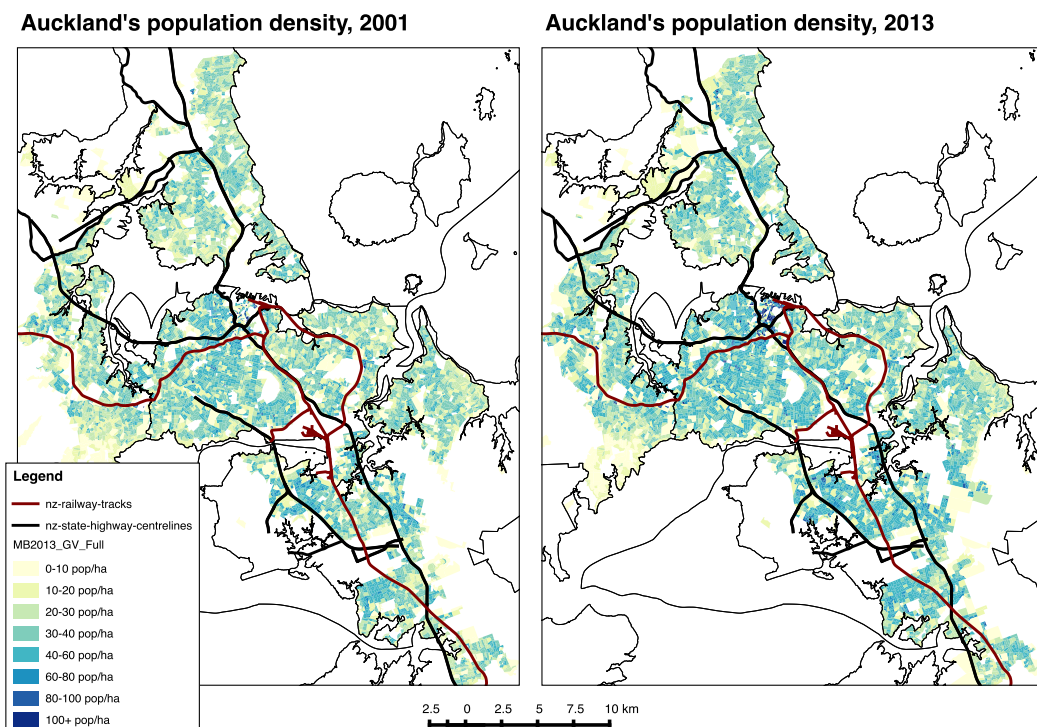 Auckland's population density, 2001
Auckland's population density, 2013
Legend
nz-railway-tracks
nz-state-highway-centrelines
MB2013_GV_Full
0-10 pop/ha
10-20 pop/ha
20-30 pop/ha
30-40 pop/ha
40-60 pop/ha
60-80 pop/ha
80-100 pop/ha
100+ pop/ha
2.5 0 2.5 5 7.5 10 km